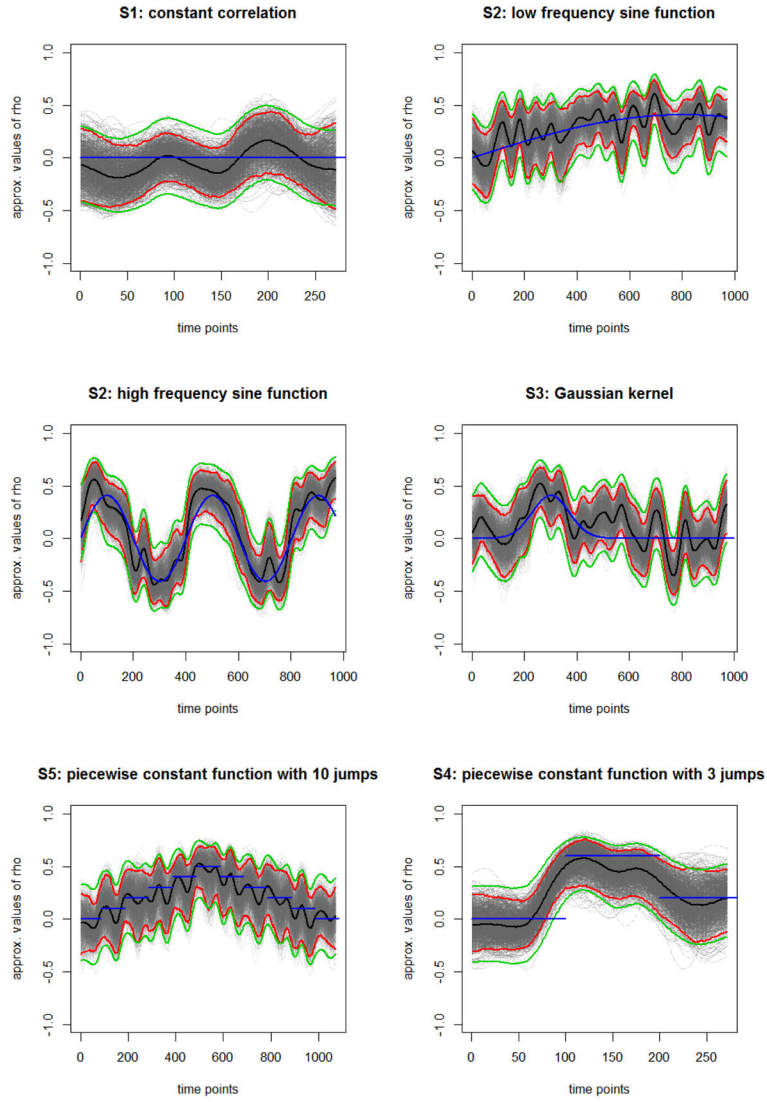 S1: constant correlation
approx. values of rho
1.0
0.5
0.0
-0.5
-1.0
0 50 100 150 200 250
time points
S2: low frequency sine function
approx. values of rho
1.0
0.5
0.0
-0.5
-1.0
0 200 400 600 800 1000
time points
S2: high frequency sine function
approx. values of rho
1.0
0.5
0.0
-0.5
-1.0
0 200 400 600 800 1000
time points
S3: Gaussian kernel
approx. values of rho
1.0
0.5
0.0
-0.5
-1.0
0 200 400 600 800 1000
time points
S5: piecewise constant function with 10 jumps
approx. values of rho
1.0
0.5
0.0
-0.5
-1.0
0 200 400 600 800 1000
time points
S4: piecewise constant function with 3 jumps
approx. values of rho
1.0
0.5
0.0
-0.5
-1.0
0 50 100 150 200 250
time points